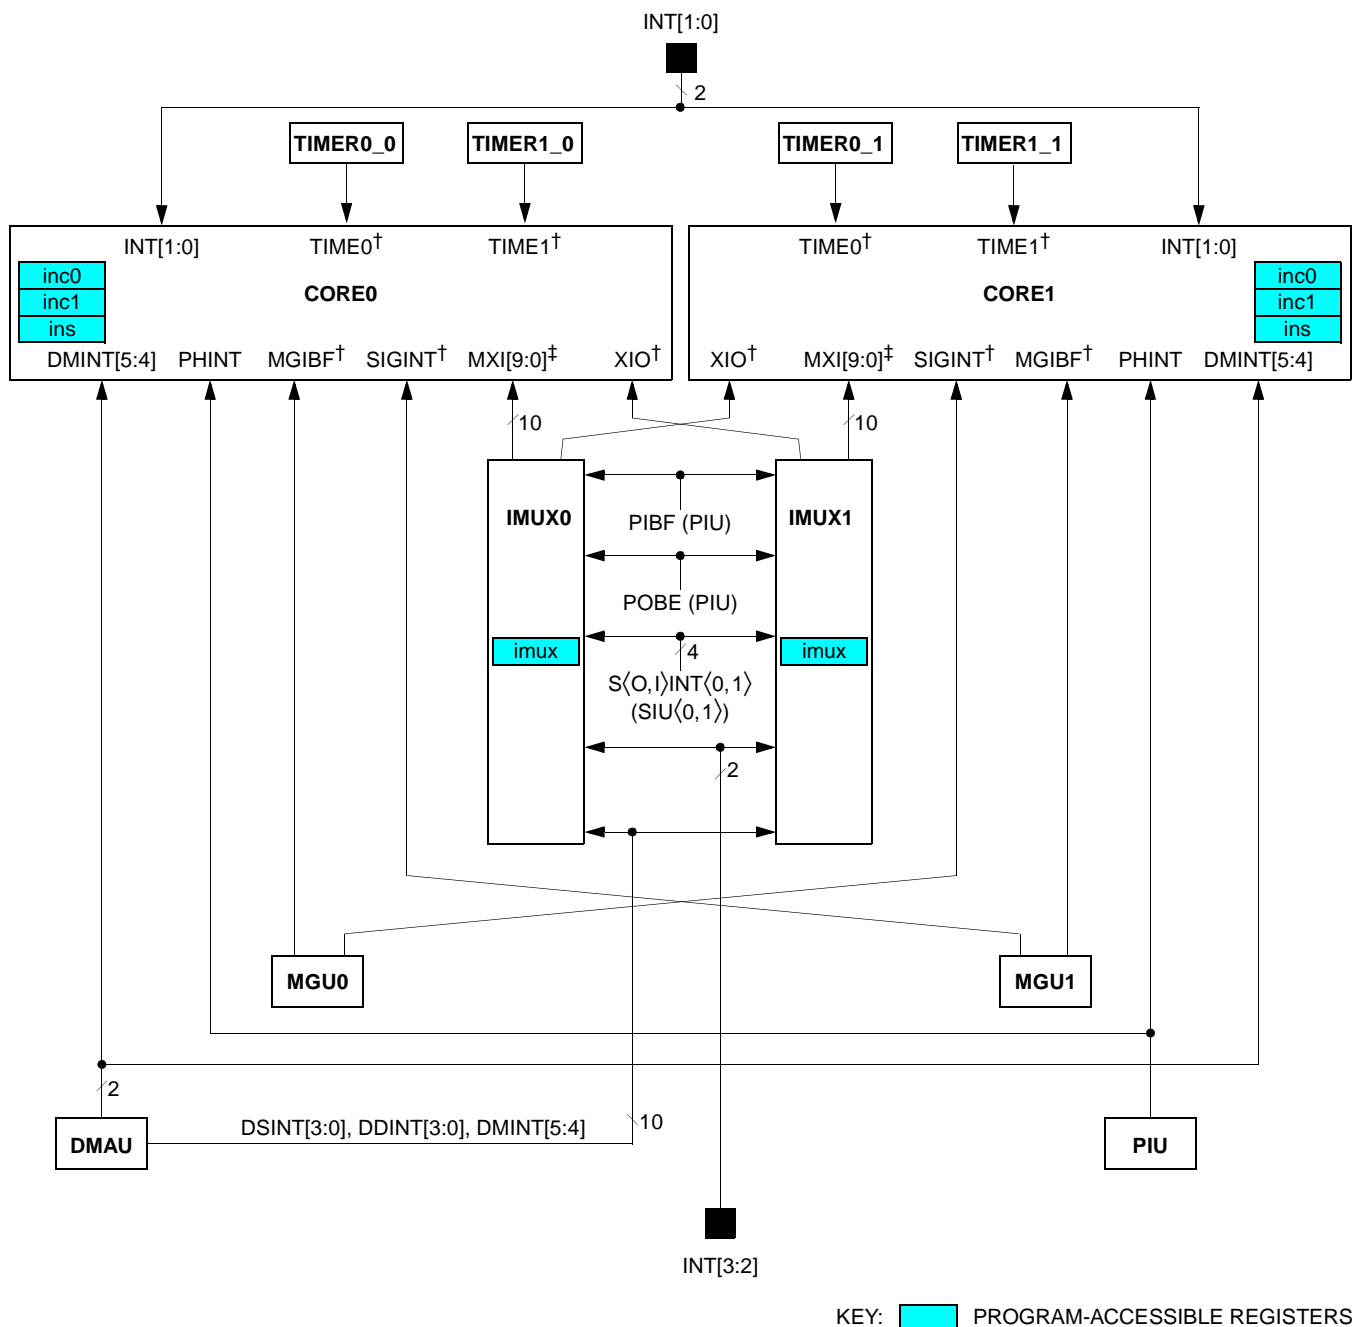 INT[1:0]
2
TIMER0_0
TIMER1_0
TIMER0_1
TIMER1_1
INT[1:0]
TIME0†
TIME1†
TIME0†
TIME1†
INT[1:0]
inc0
inc1
ins
CORE0
CORE1
inc0
inc1
ins
DMINT[5:4]
PHINT
MGIBF†
SIGINT†
MXI[9:0]‡
XIO†
XIO†
MXI[9:0]‡
SIGINT†
MGIBF†
PHINT
DMINT[5:4]
10
10
IMUX0
PIBF (PIU)
IMUX1
POBE (PIU)
imux
4
imux
S⟨O,I⟩INT⟨0,1⟩
(SIU⟨0,1⟩)
2
MGU0
MGU1
2
DSINT[3:0], DDINT[3:0], DMINT[5:4]
10
DMAU
PIU
INT[3:2]
KEY: PROGRAM-ACCESSIBLE REGISTERS